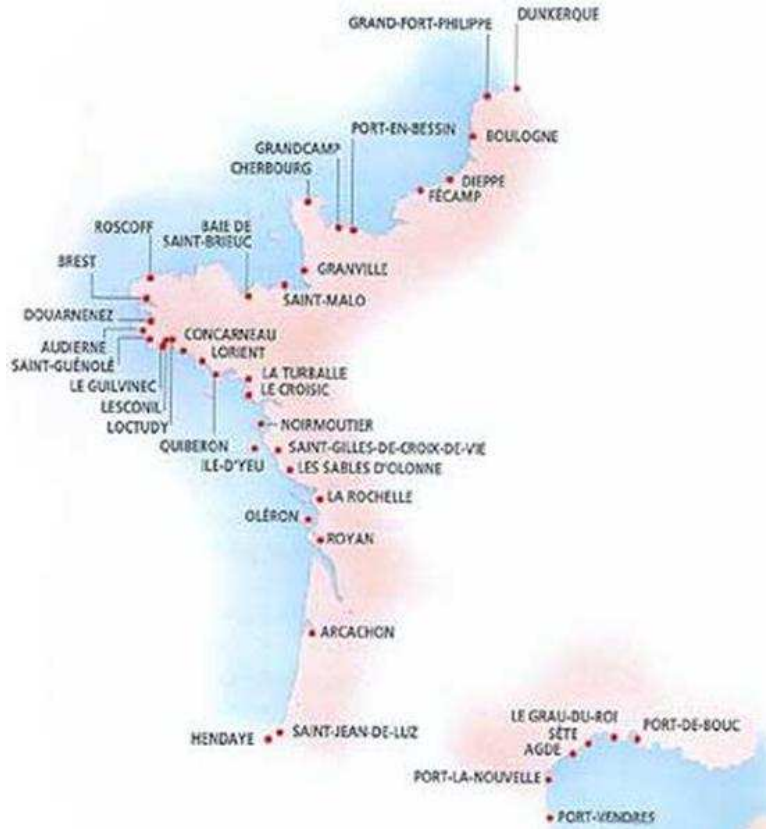 DUNKERQUE
GRAND-FORT-PHILIPPE
PORT-EN-BESSIN
BOULOGNE
GRANDCAMP
CHERBOURG
DIEPPE
FÉCAMP
ROSCOFF
BAIE DE
SAINT-BRIEUC
BREST
GRANVILLE
SAINT-MALO
DOUARNENEZ
CONCARNEAU
AUDIERNE
LORIENT
SAINT-GUÉNOLÉ
LA TURBALLE
LE GUILVINEC
LE CROISIC
LESCONIL
LOCTUDY
NOIRMOUTIER
QUIBERON
SAINT-GILLES-DE-CROIX-DE-VIE
ILE-D'YEU
LES SABLES D'OLONNE
LA ROCHELLE
OLÉRON
ROYAN
ARCACHON
HENDAYE
SAINT-JEAN-DE-LUZ
LE GRAU-DU-ROI
PORT-DE-BOUC
SÈTE
AGDE
PORT-LA-NOUVELLE
PORT-VENDRES